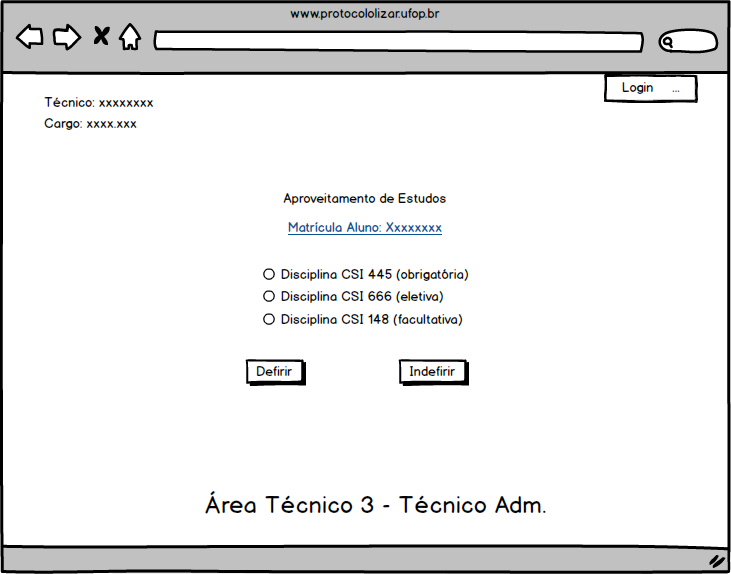 www.protocololizar.ufop.br
Login ...
Técnico: xxxxxxxx
Cargo: xxxx.xxx
Aproveitamento de Estudos
Matrícula Aluno: Xxxxxxxx
Disciplina CSI 445 (obrigatória)
Disciplina CSI 666 (eletiva)
Disciplina CSI 148 (facultativa)
Defirir
Indefirir
Área Técnico 3 - Técnico Adm.